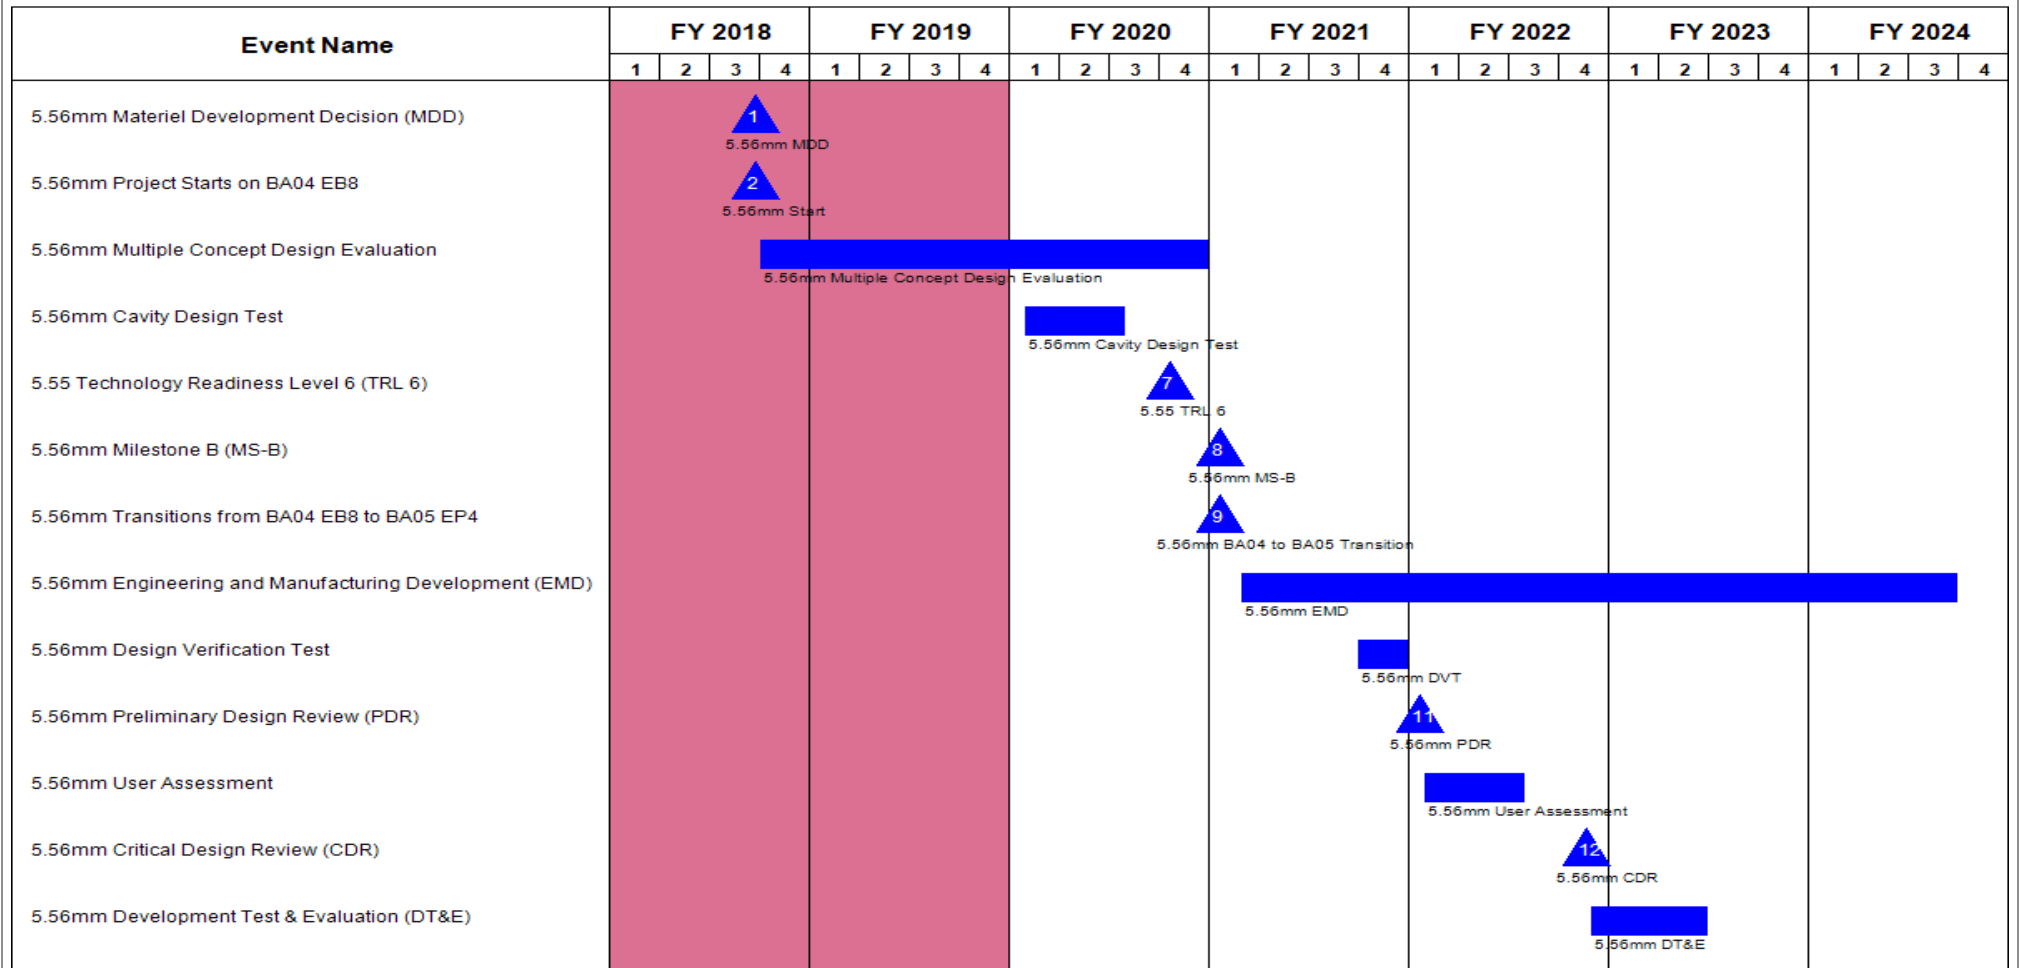 Event Name
FY 2018 FY 2019 FY 2020 FY 2021 FY 2022 FY 2023 FY 2024
1 2 3 4 1 2 3 4 1 2 3 4 1 2 3 4 1 2 3 4 1 2 3 4 1 2 3 4
5.56mm Materiel Development Decision (MDD) 1
5.56mm MDD
5.56mm Project Starts on BA04 EB8 2
5.56mm Start
5.56mm Multiple Concept Design Evaluation
5.56mm Multiple Concept Design Evaluation
5.56mm Cavity Design Test
5.56mm Cavity Design Test
5.55 Technology Readiness Level 6 (TRL 6) 7
5.55 TRL 6
5.56mm Milestone B (MS-B) 8
5.56mm MS-B
5.56mm Transitions from BA04 EB8 to BA05 EP4 9
5.56mm BA04 to BA05 Transition
5.56mm Engineering and Manufacturing Development (EMD)
5.56mm EMD
5.56mm Design Verification Test
5.56mm DVT
5.56mm Preliminary Design Review (PDR) 11
5.56mm PDR
5.56mm User Assessment
5.56mm User Assessment
5.56mm Critical Design Review (CDR) 12
5.56mm CDR
5.56mm Development Test & Evaluation (DT&E)
5.56mm DT&E